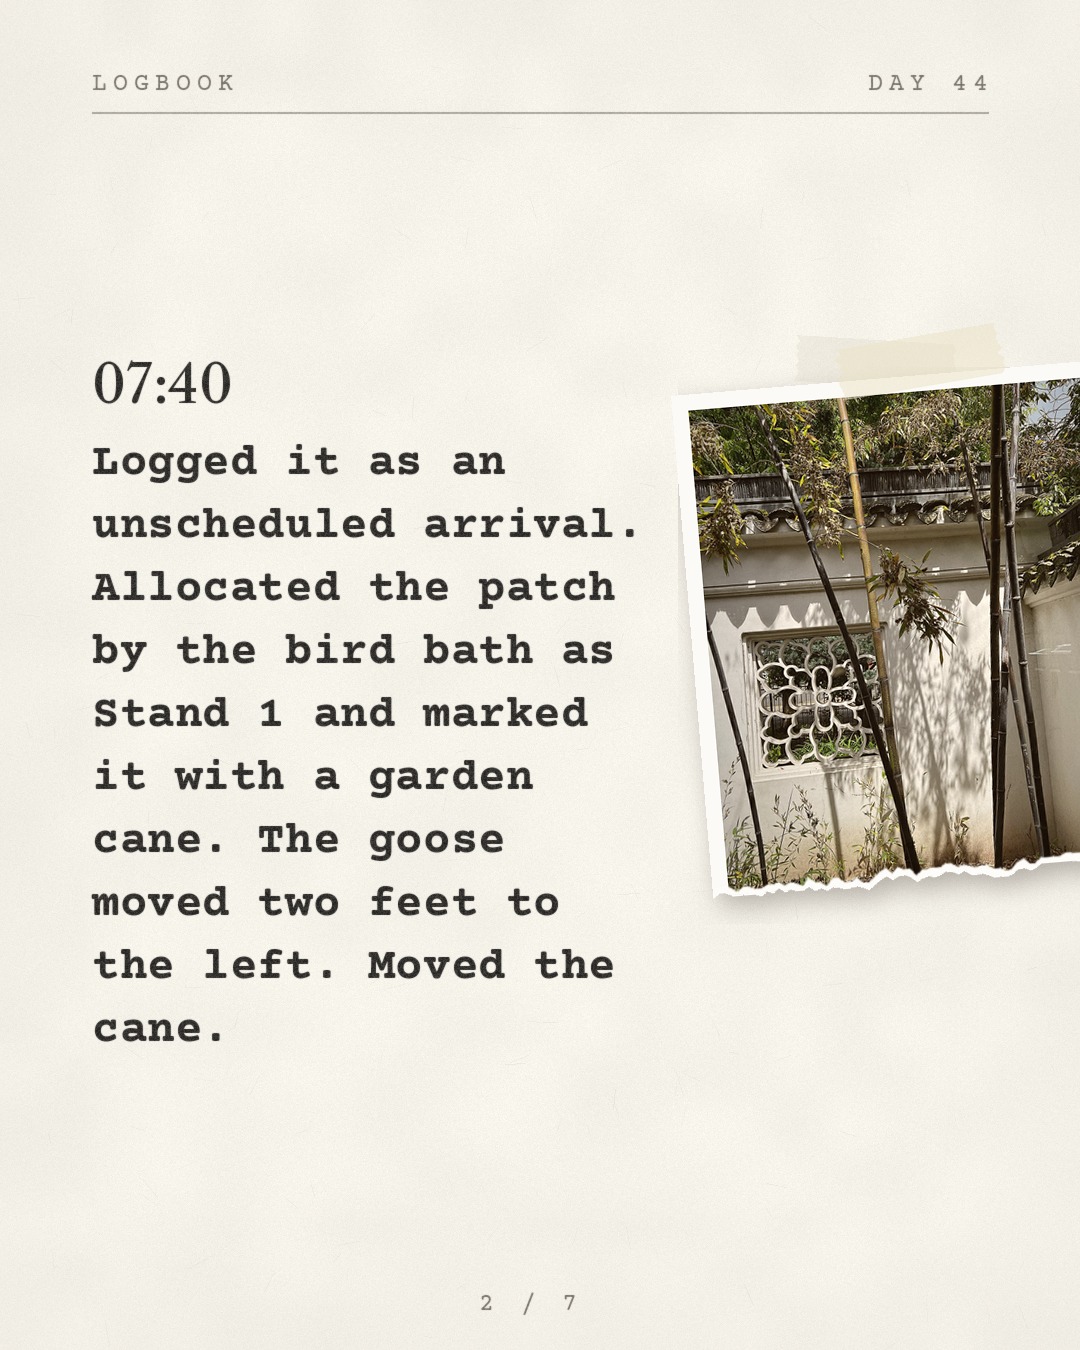 LOGBOOK DAY 44
07:40
Logged it as an
unscheduled arrival.
Allocated the patch
by the bird bath as
Stand 1 and marked
it with a garden
cane. The goose
moved two feet to
the left. Moved the
cane.
2 / 7